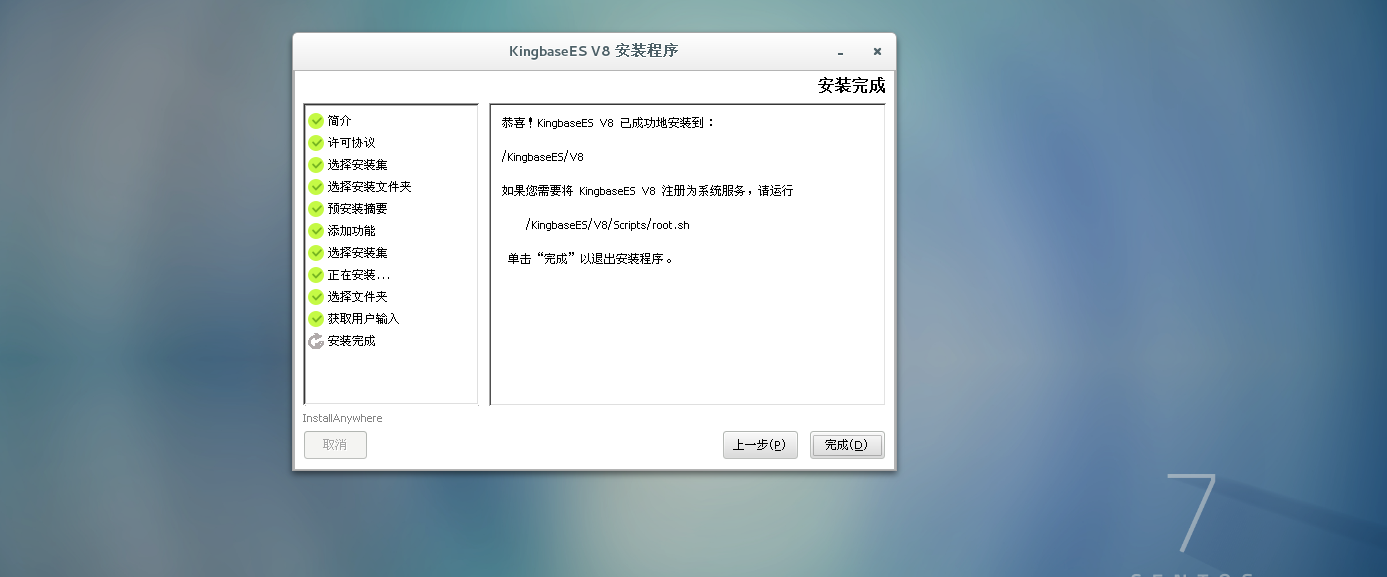 KingbaseES V8 安装程序
安装完成
简介
许可协议
选择安装集
选择安装文件夹
预安装摘要
添加功能
选择安装集
正在安装...
选择文件夹
获取用户输入
安装完成
恭喜！KingbaseES V8 已成功地安装到：
/KingbaseES/V8
如果您需要将 KingbaseES V8 注册为系统服务，请运行
/KingbaseES/V8/Scripts/root.sh
单击“完成”以退出安装程序。
InstallAnywhere
取消
上一步(P)
完成(D)
7
CENTOS